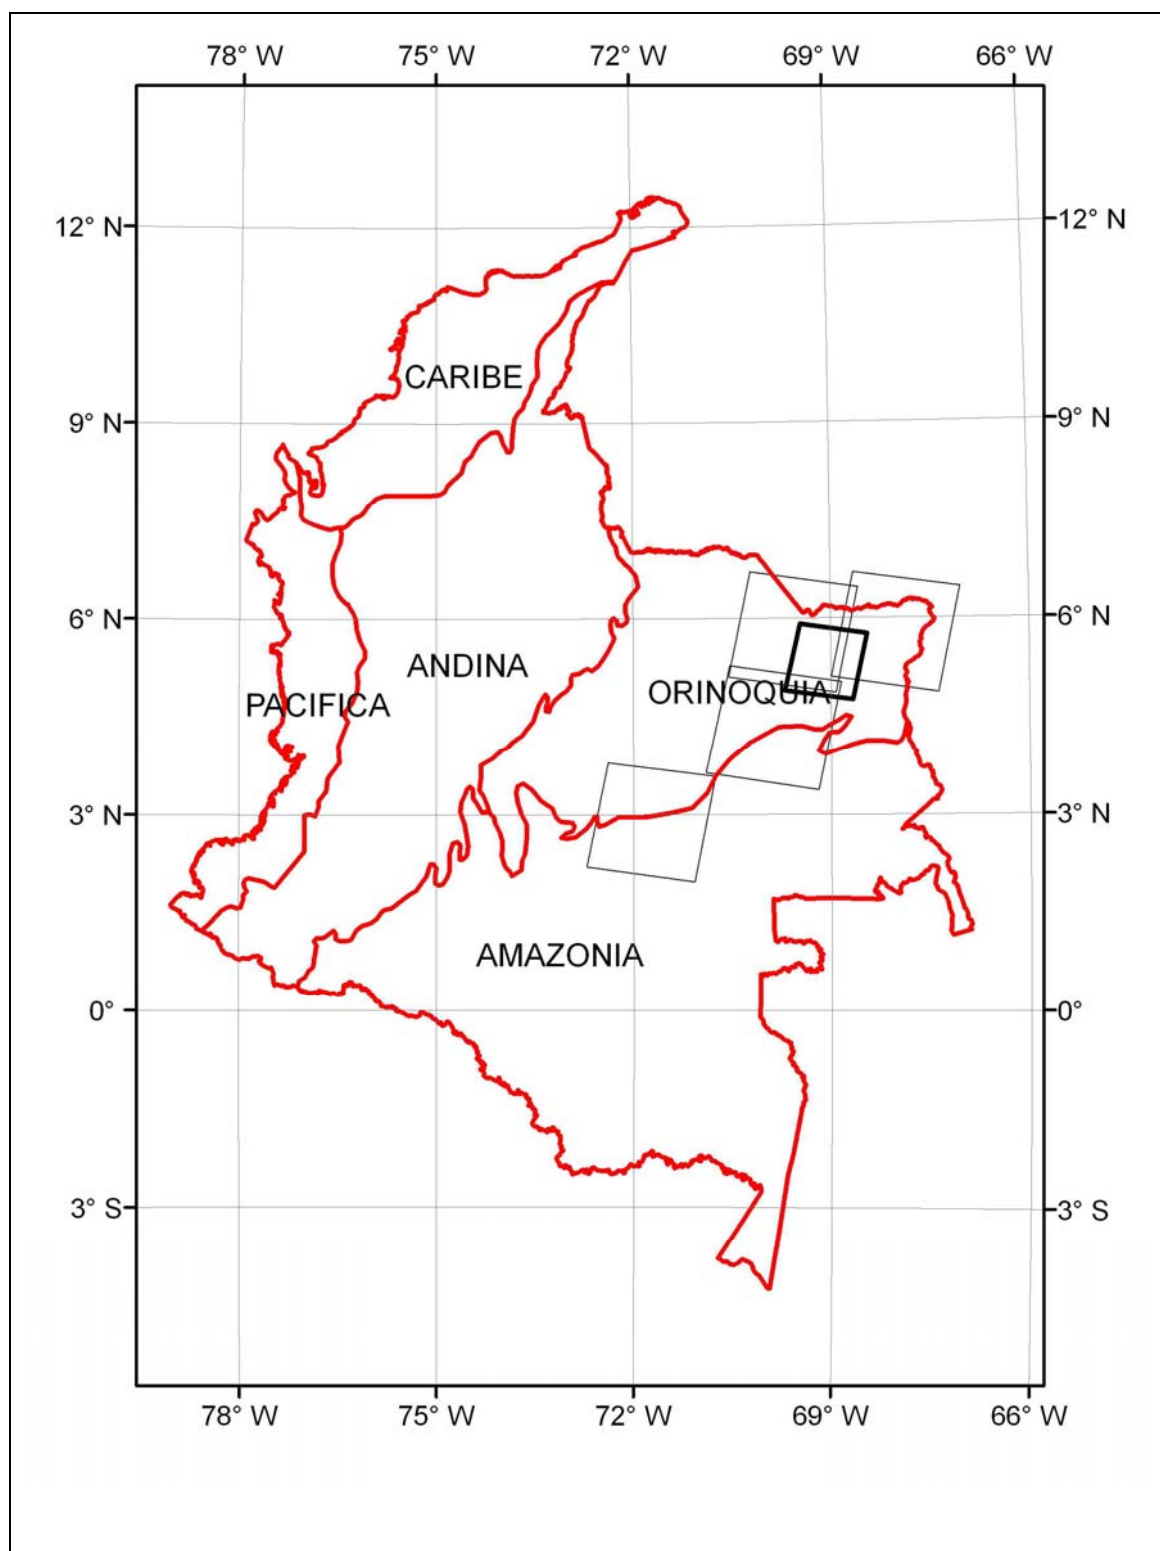 78° W 75° W 72° W 69° W 66° W
12° N 12° N
CARIBE
9° N 9° N
6° N 6° N
ANDINA
ORINOQUIA
PACIFICA
3° N 3° N
AMAZONIA
0° 0°
3° S 3° S
78° W 75° W 72° W 69° W 66° W